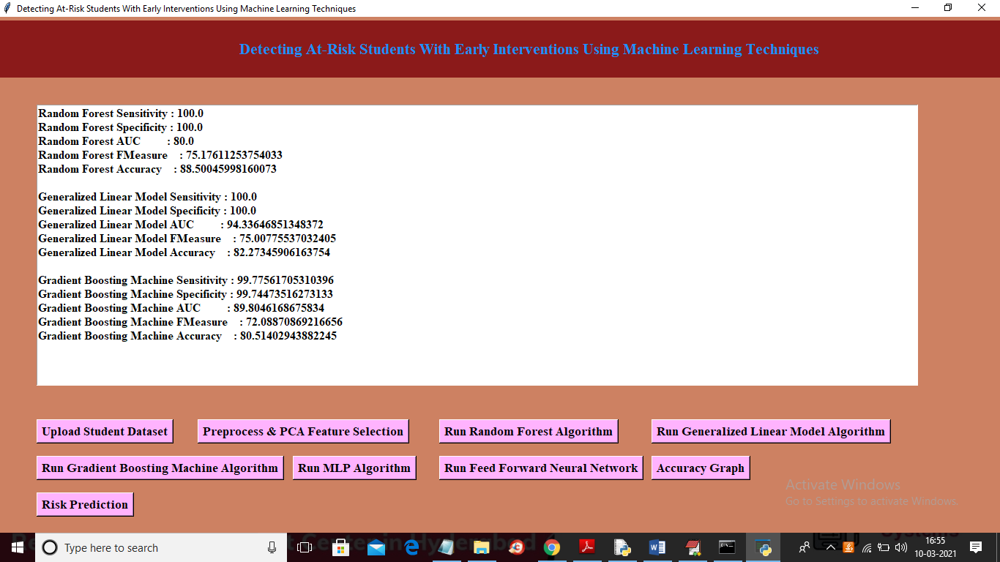 Detecting At-Risk Students With Early Interventions Using Machine Learning Techniques
Detecting At-Risk Students With Early Interventions Using Machine Learning Techniques
Random Forest Sensitivity : 100.0
Random Forest Specificity : 100.0
Random Forest AUC : 80.0
Random Forest FMeasure : 75.17611253754033
Random Forest Accuracy : 88.50045998160073
Generalized Linear Model Sensitivity : 100.0
Generalized Linear Model Specificity : 100.0
Generalized Linear Model AUC : 94.33646851348372
Generalized Linear Model FMeasure : 75.00775537032405
Generalized Linear Model Accuracy : 82.27345906163754
Gradient Boosting Machine Sensitivity : 99.77561705310396
Gradient Boosting Machine Specificity : 99.74473516273133
Gradient Boosting Machine AUC : 89.8046168675834
Gradient Boosting Machine FMeasure : 72.08870869216656
Gradient Boosting Machine Accuracy : 80.51402943882245
Upload Student Dataset Preprocess & PCA Feature Selection Run Random Forest Algorithm Run Generalized Linear Model Algorithm
Run Gradient Boosting Machine Algorithm Run MLP Algorithm Run Feed Forward Neural Network Accuracy Graph
Activate Windows
Go to Settings to activate Windows.
Risk Prediction
Type here to search
16:55
10-03-2021